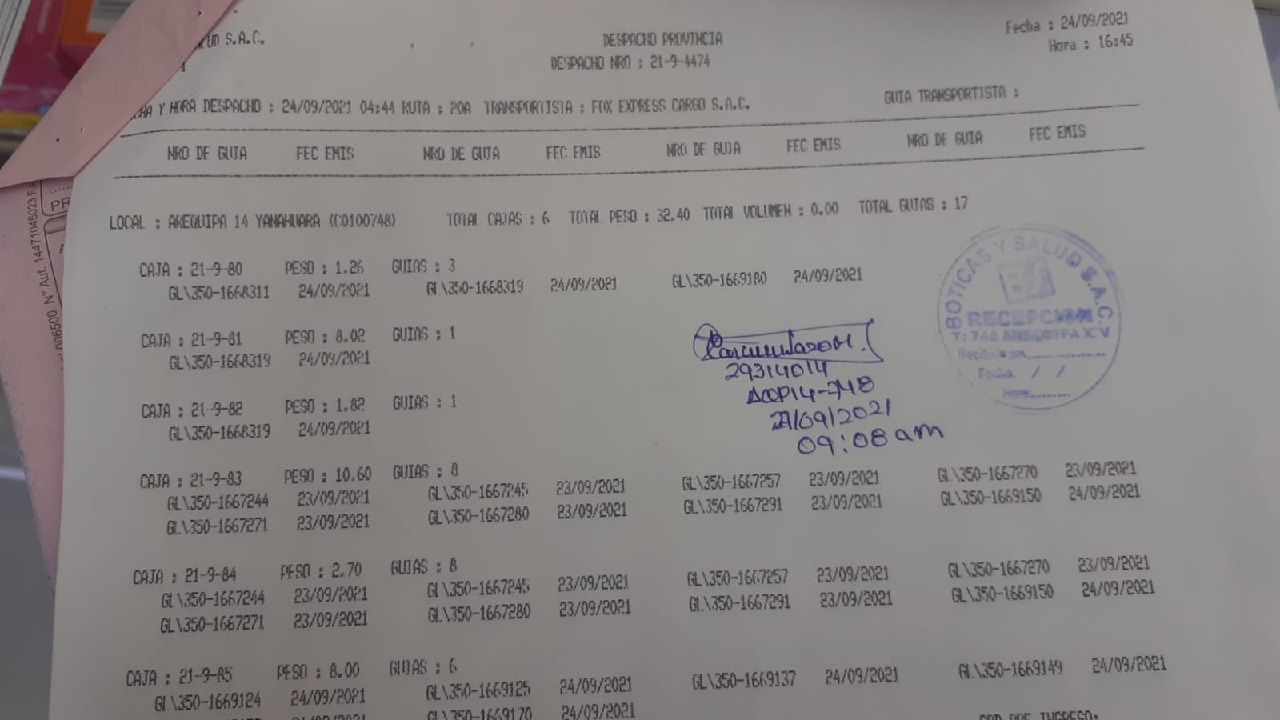 S.A.C.
DESPACHO PROVINCIA
DESPACHO NRO : 21-9-4474
Fecha : 24/09/2021
Hora : 16:45
Y HORA DESPACHO : 24/09/2021 04:44 RUTA : 20A TRANSPORTISTA : FOX EXPRESS CARGO S.A.C. GUIA TRANSPORTISTA :
NRO DE GUIA FEC EMIS NRO DE GUIA FEC EMIS NRO DE GUIA FEC EMIS NRO DE GUIA FEC EMIS
LOCAL : AREQUIPA 14 YANAHUARA (C0100748) TOTAL CAJAS : 6 TOTAL PESO : 32.40 TOTAL VOLUMEN : 0.00 TOTAL GUIAS : 17
CAJA : 21-9-80 PESO : 1.26 GUIAS : 3
GL\350-1668311 24/09/2021 GL\350-1668319 24/09/2021 GL\350-1669180 24/09/2021
CAJA : 21-9-81 PESO : 8.02 GUIAS : 1
GL\350-1668319 24/09/2021
CAJA : 21-9-82 PESO : 1.82 GUIAS : 1
GL\350-1668319 24/09/2021
CAJA : 21-9-83 PESO : 10.60 GUIAS : 8
GL\350-1667244 23/09/2021 GL\350-1667245 23/09/2021 GL\350-1667257 23/09/2021 GL\350-1667270 23/09/2021
GL\350-1667271 23/09/2021 GL\350-1667280 23/09/2021 GL\350-1667291 23/09/2021 GL\350-1669150 24/09/2021
CAJA : 21-9-84 PESO : 2.70 GUIAS : 8
GL\350-1667244 23/09/2021 GL\350-1667245 23/09/2021 GL\350-1667257 23/09/2021 GL\350-1667270 23/09/2021
GL\350-1667271 23/09/2021 GL\350-1667280 23/09/2021 GL\350-1667291 23/09/2021 GL\350-1669150 24/09/2021
CAJA : 21-9-85 PESO : 8.00 GUIAS : 6
GL\350-1669124 24/09/2021 GL\350-1669125 24/09/2021 GL\350-1669137 24/09/2021 GL\350-1669149 24/09/2021
GL\350-1669170 24/09/2021
BOTICAS Y SALUD S.A.C.
RECEPCION
AREQUIPA XIV
Recibido por
Fecha / /
Hora
29314014
/09/2021
09:08am
Nº Aut. 14471045023